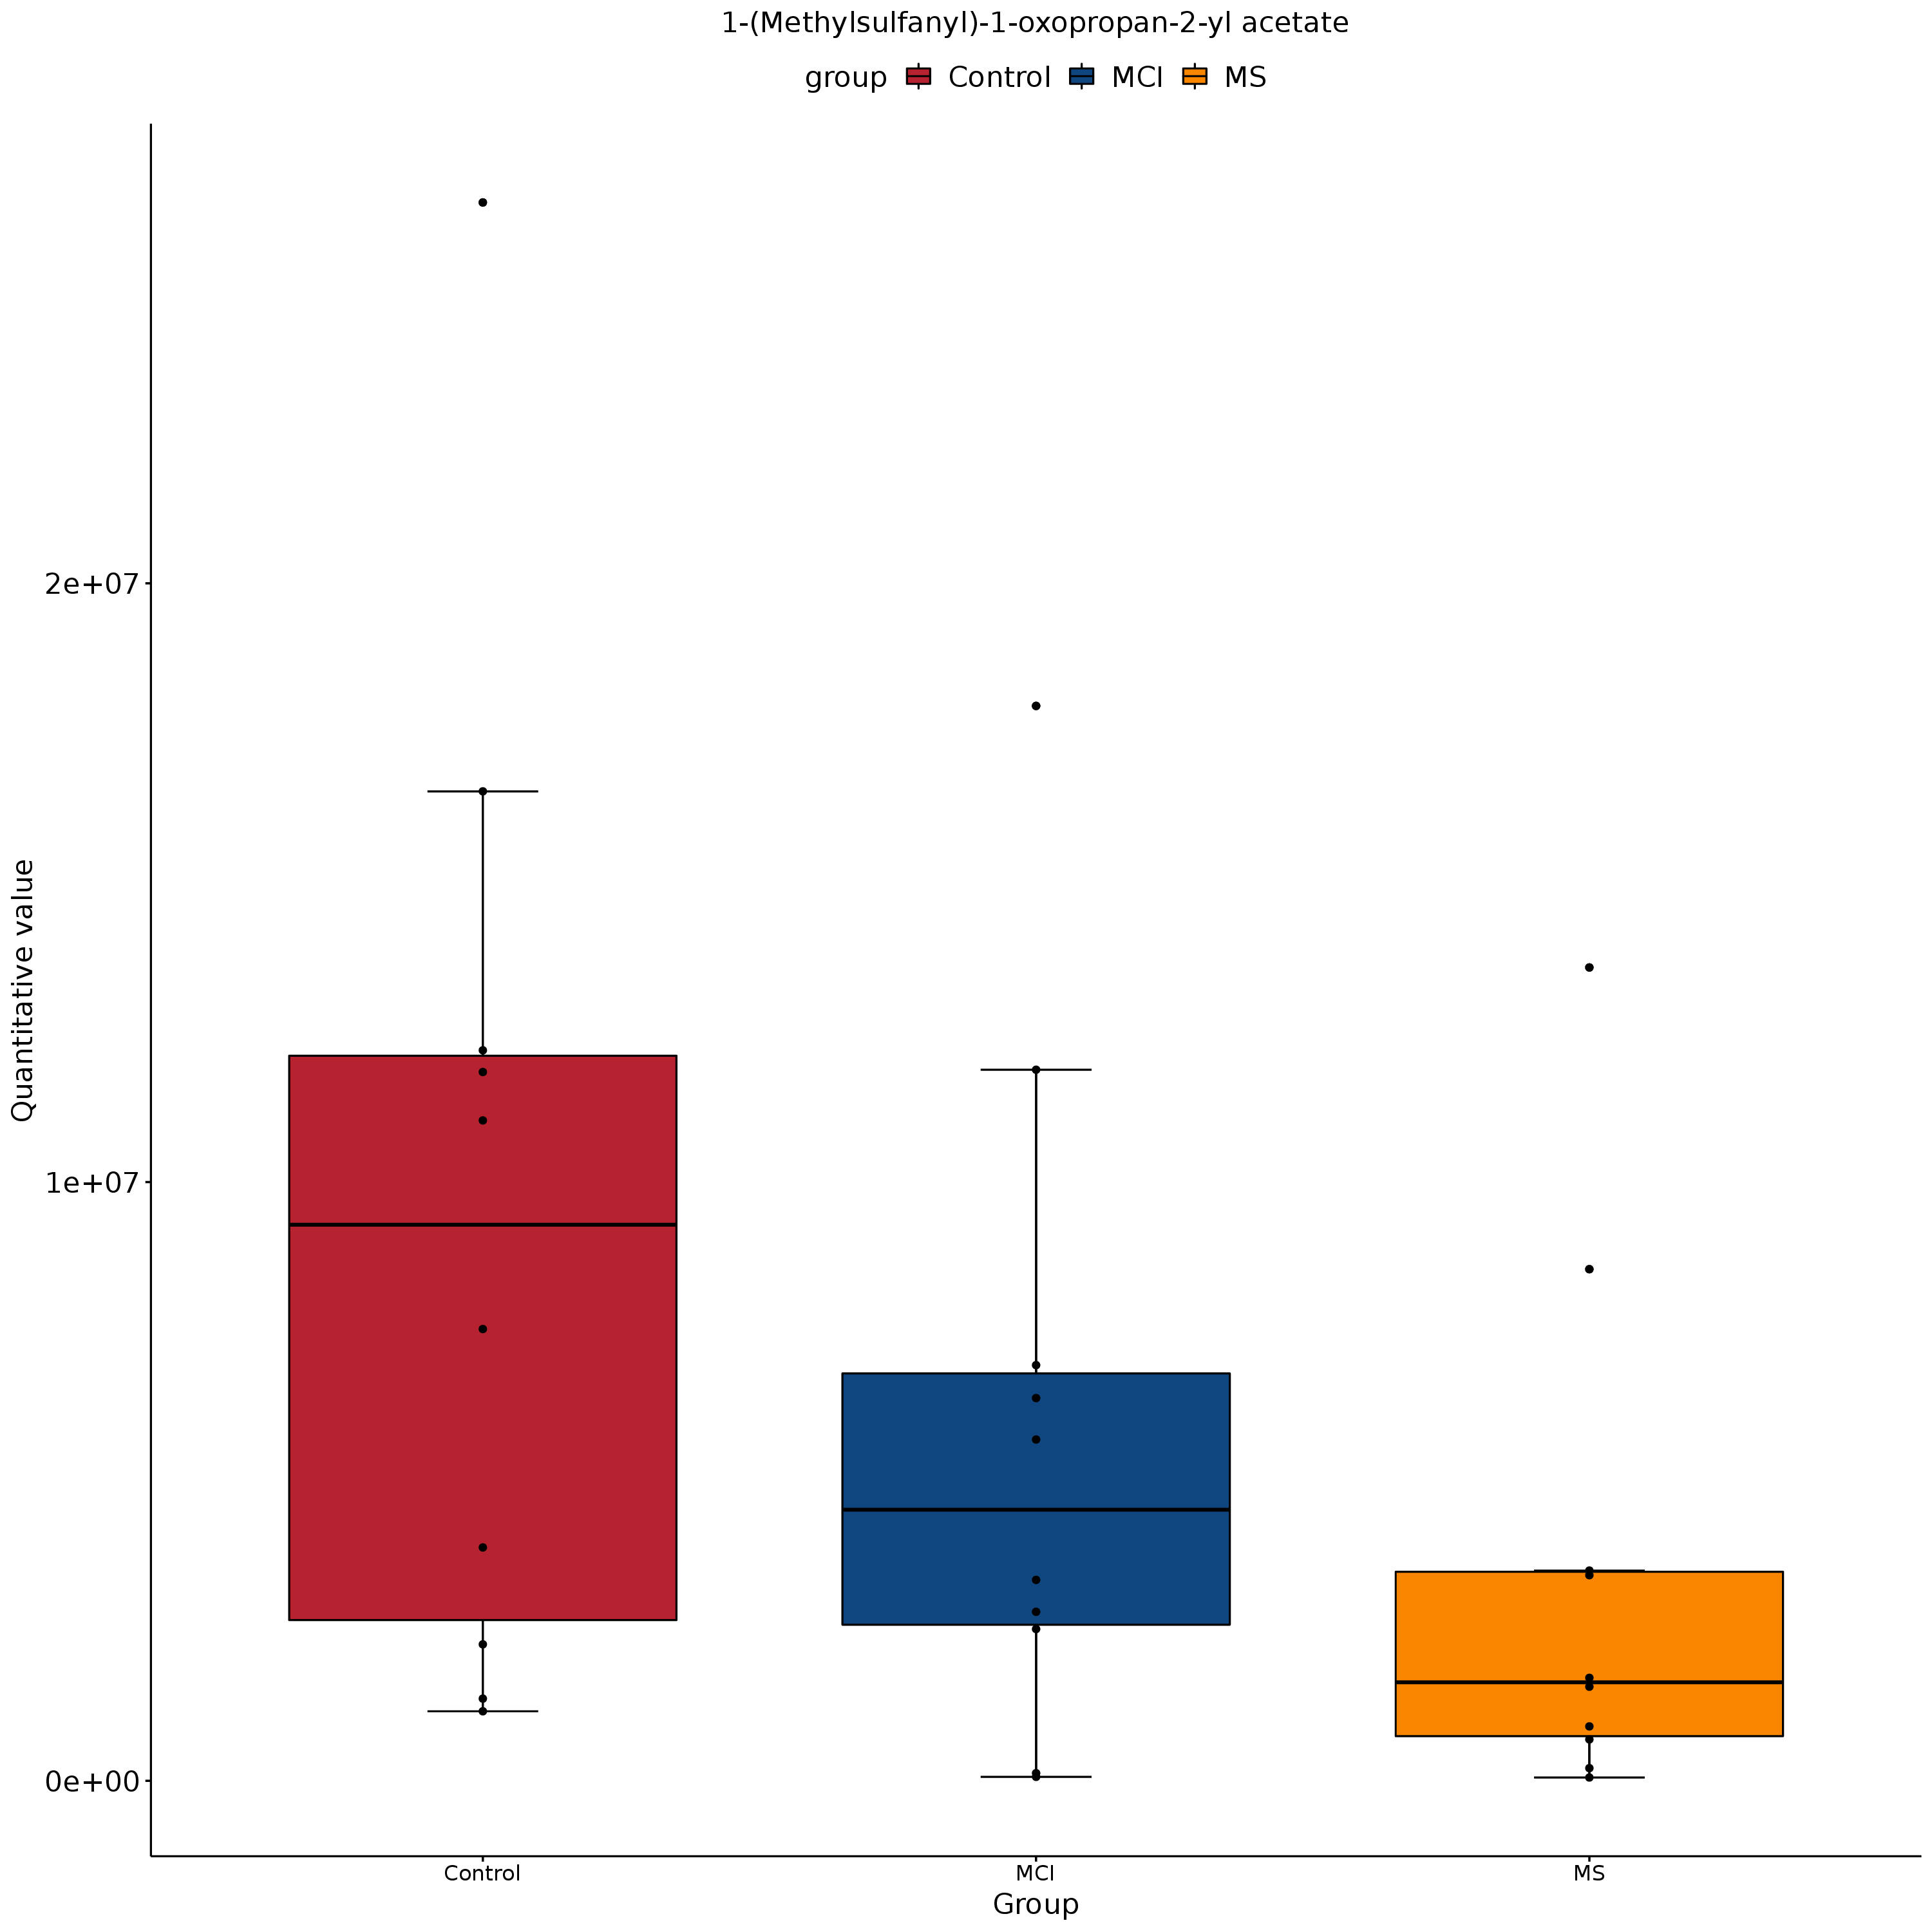 1-(Methylsulfanyl)-1-oxopropan-2-yl acetate
group Control MCI MS
Quantitative value
2e+07
1e+07
0e+00
Control MCI MS
Group